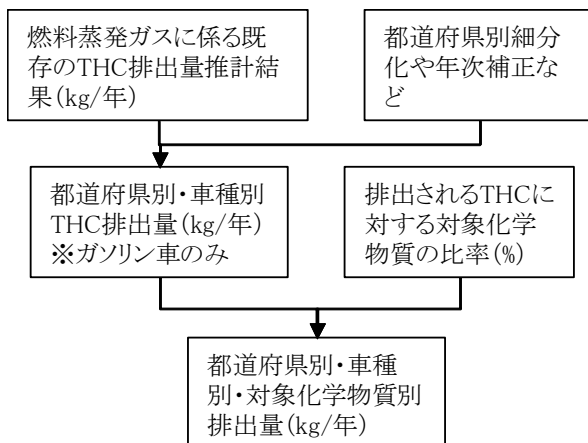 燃料蒸発ガスに係る既
存のTHC排出量推計結
果(kg/年)
都道府県別細分
化や年次補正な
ど
都道府県別・車種別
THC排出量(kg/年)
※ガソリン車のみ
排出されるTHCに
対する対象化学
物質の比率(%)
都道府県別・車種
別・対象化学物質別
排出量(kg/年)